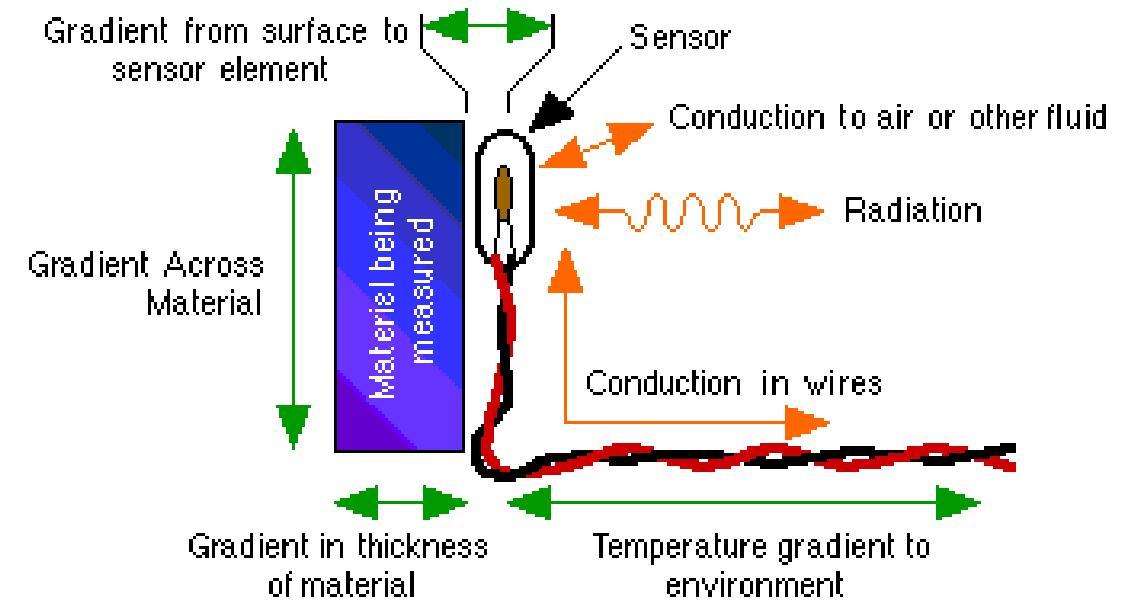 Gradient from surface to
sensor element
Sensor
Conduction to air or other fluid
Radiation
Gradient Across
Material
Material being
measured
Conduction in wires
Gradient in thickness
of material
Temperature gradient to
environment